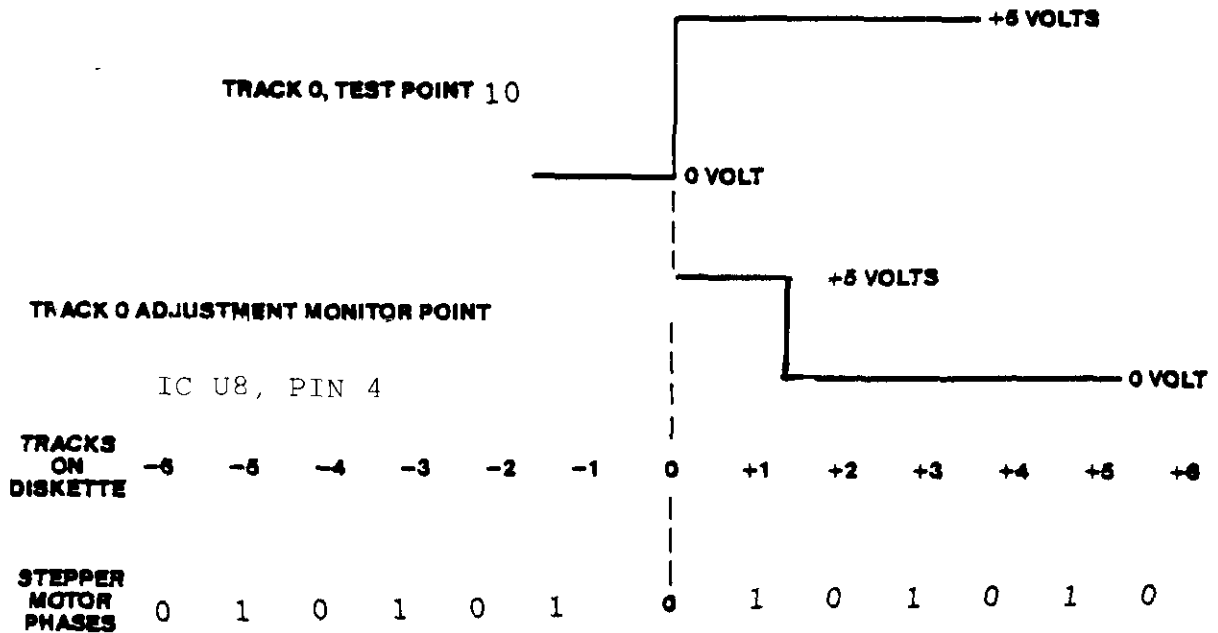 +5 VOLTS
TRACK 0, TEST POINT 10
0 VOLT
+5 VOLTS
TRACK 0 ADJUSTMENT MONITOR POINT
0 VOLT
IC U8, PIN 4
TRACKS
ON
DISKETTE
-6 -5 -4 -3 -2 -1 0 +1 +2 +3 +4 +5 +6
STEPPER
MOTOR
PHASES
0 1 0 1 0 1 0 1 0 1 0 1 0